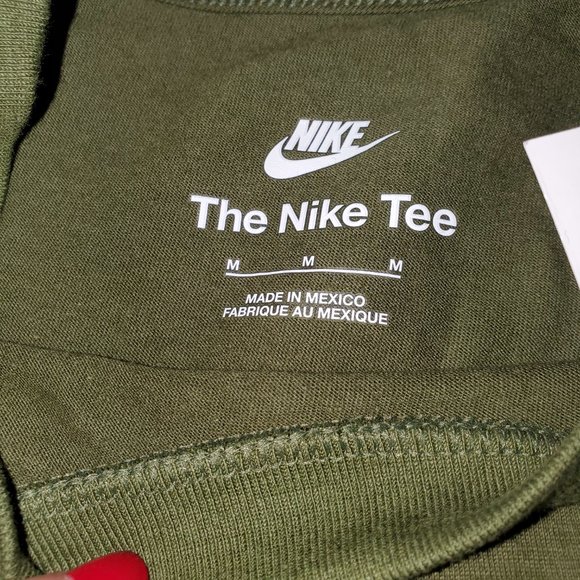 NIKE
The Nike Tee
M M M
MADE IN MEXICO
FABRIQUE AU MEXIQUE